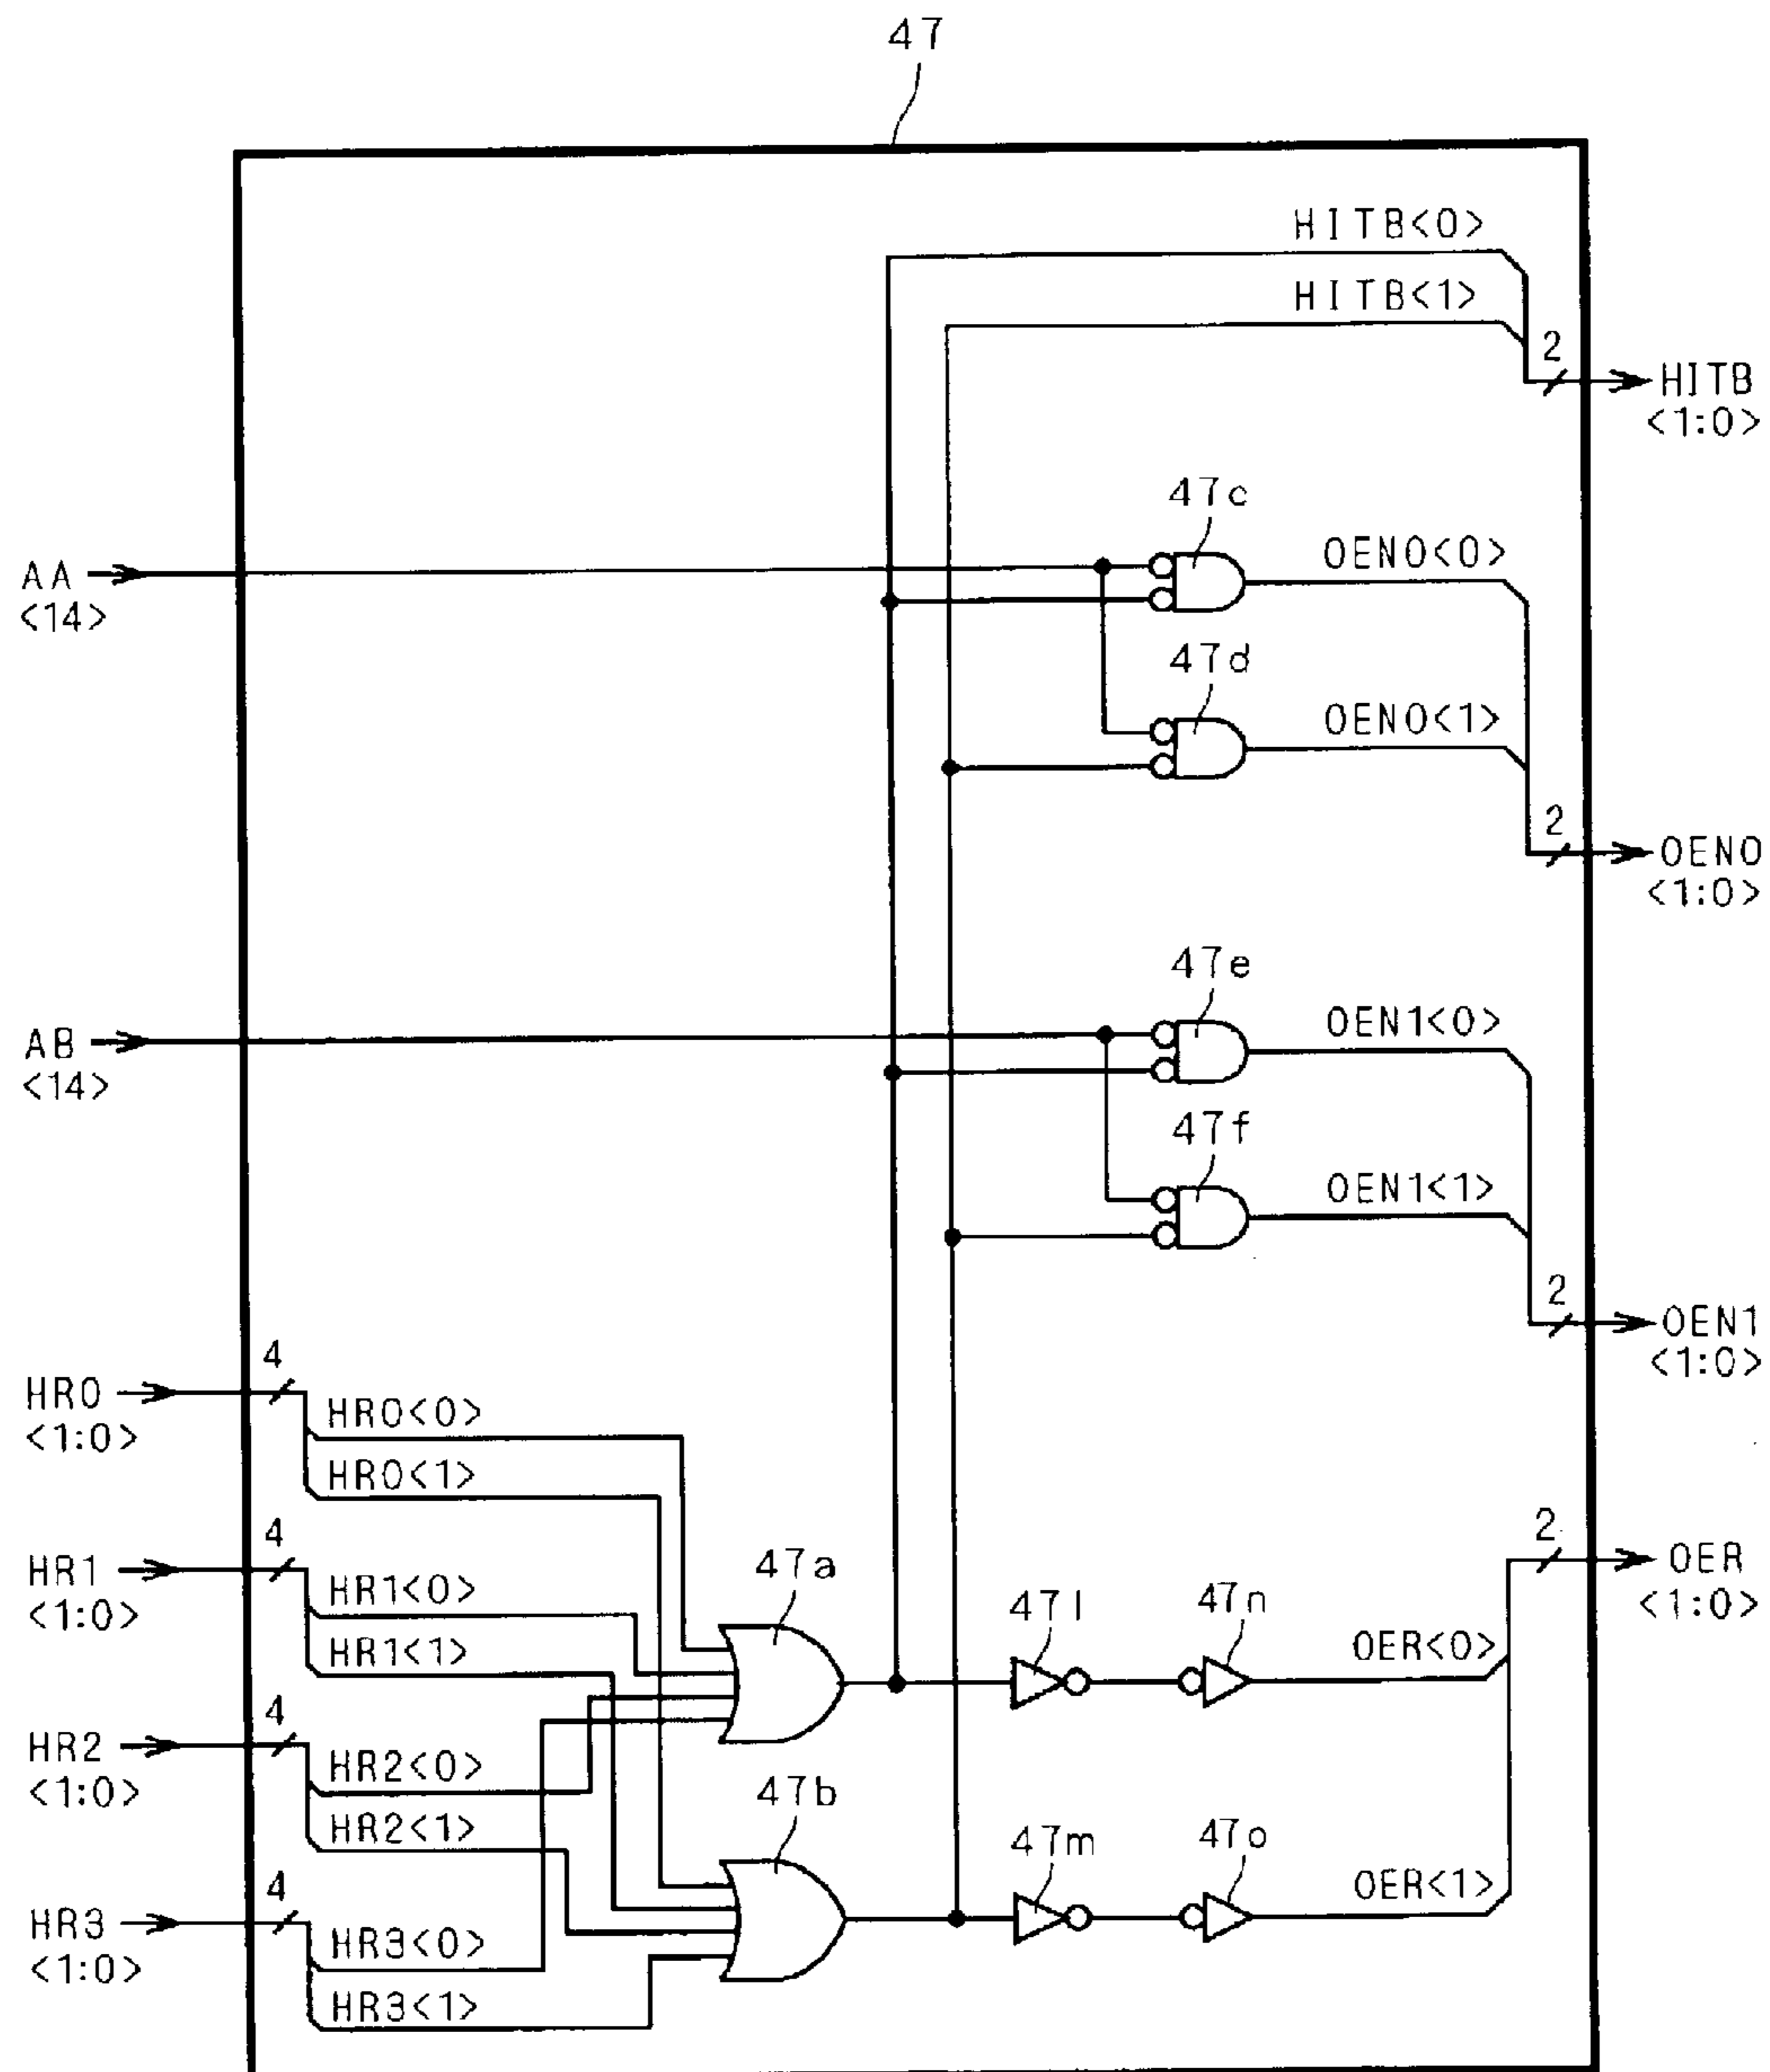 47
HITB<0>
HITB<1>
2
HITB
<1:0>
47c
OEN0<0>
AA
<14>
47d
OEN0<1>
2
OEN0
<1:0>
47e
OEN1<0>
AB
<14>
47f
OEN1<1>
2
OEN1
<1:0>
4
HR0
<1:0>
HR0<0>
HR0<1>
4
HR1
<1:0>
HR1<0>
HR1<1>
47a
47l
47n
OER<0>
2
OER
<1:0>
4
HR2
<1:0>
HR2<0>
HR2<1>
47b
47m
47o
OER<1>
4
HR3
<1:0>
HR3<0>
HR3<1>